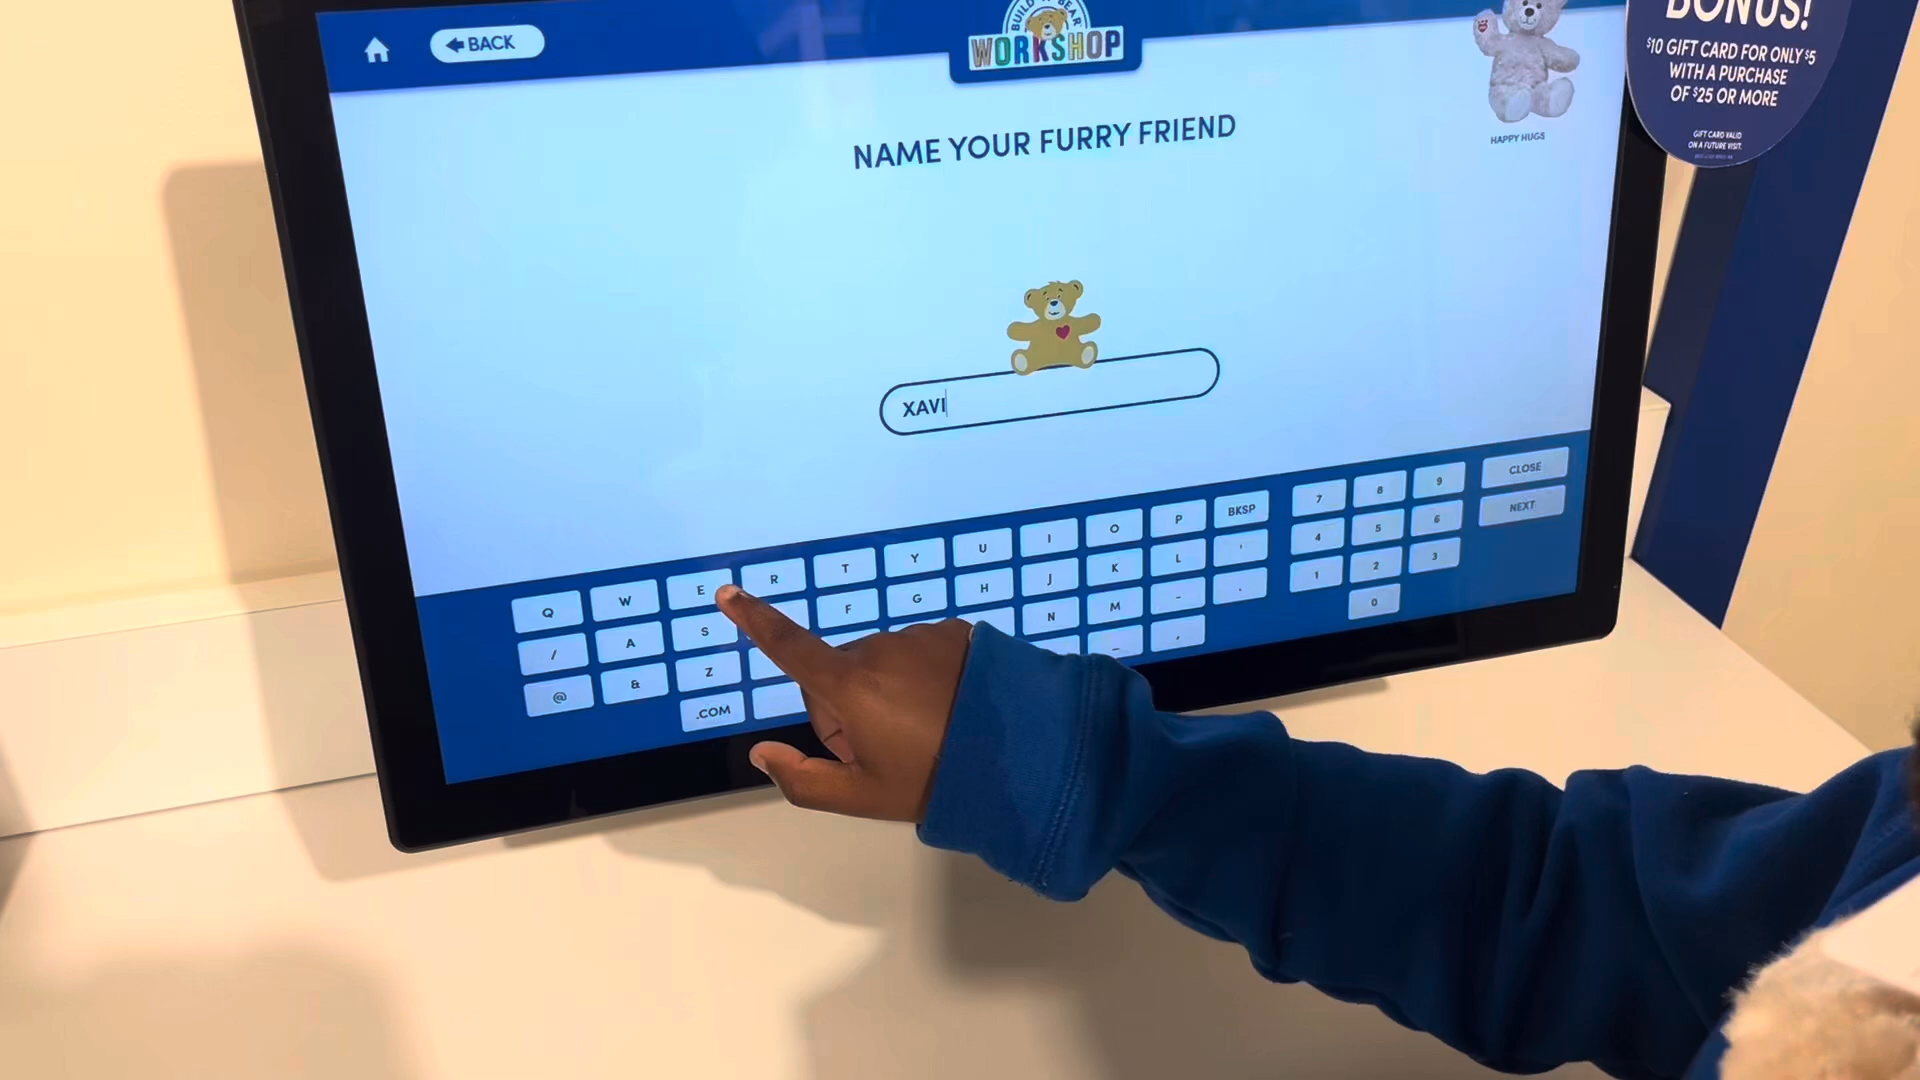 BACK
BUILD-A-BEAR
WORKSHOP
BONUS!
$10 GIFT CARD FOR ONLY $5
WITH A PURCHASE
OF $25 OR MORE
GIFT CARD VALID
ON A FUTURE VISIT.
HAPPY HUGS
NAME YOUR FURRY FRIEND
XAVI
Q W E R T Y U I O P BKSP 7 8 9 CLOSE
/ A S F G H J K L ' 4 5 6 NEXT
@ & Z N M - . 1 2 3
.COM _ , 0